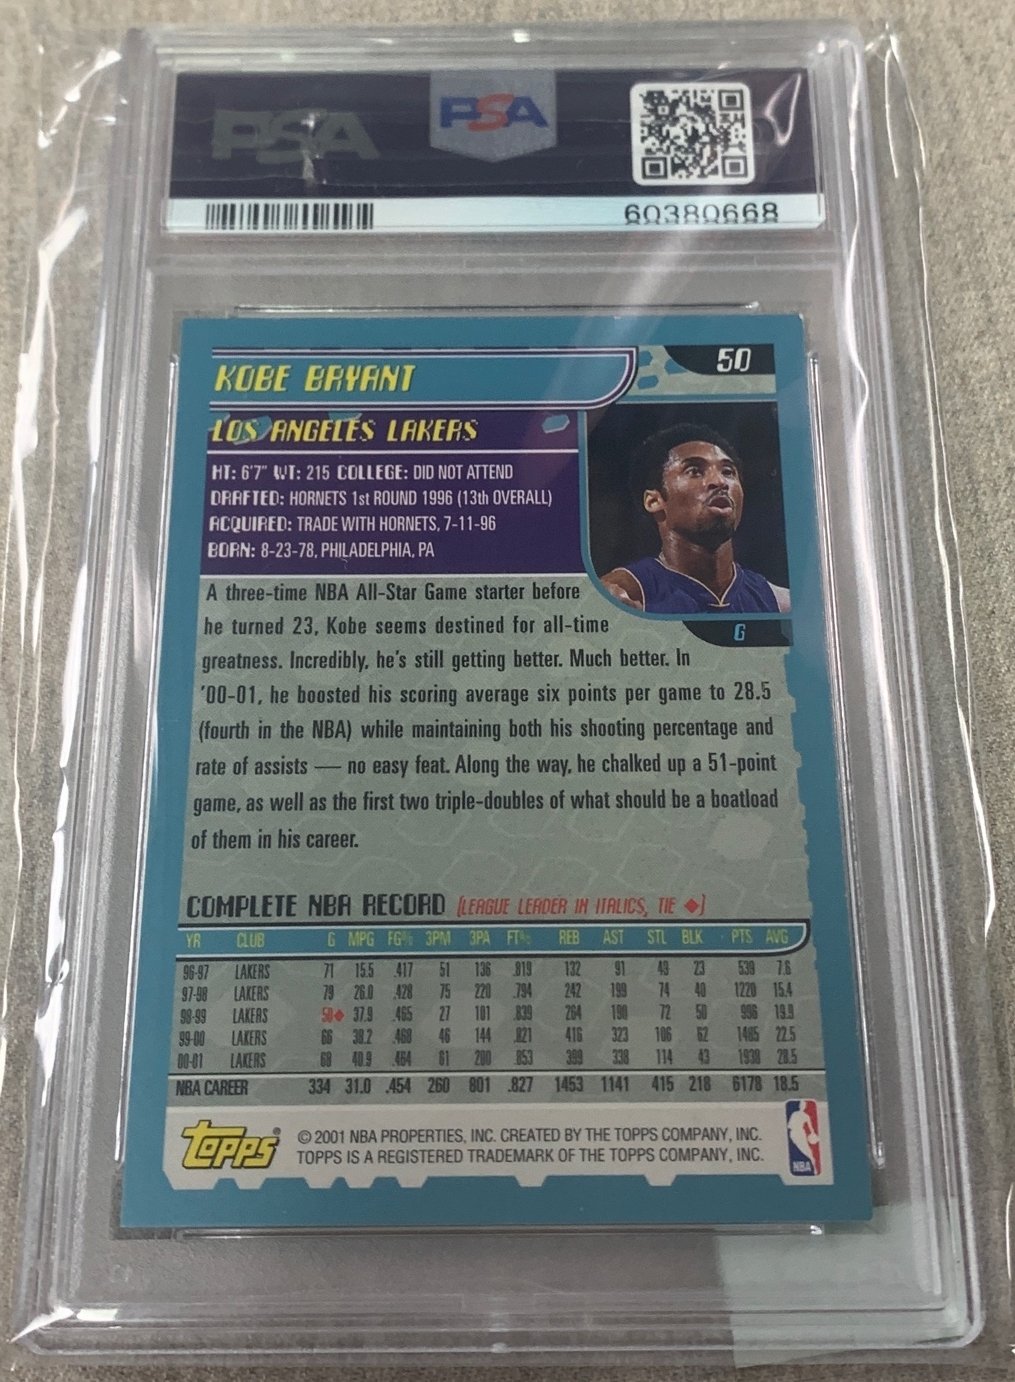 PSA
PSA
60380668
KOBE BRYANT
50
LOS ANGELES LAKERS
HT: 6'7" WT: 215 COLLEGE: DID NOT ATTEND
DRAFTED: HORNETS 1st ROUND 1996 (13th OVERALL)
ACQUIRED: TRADE WITH HORNETS, 7-11-96
BORN: 8-23-78, PHILADELPHIA, PA
G
A three-time NBA All-Star Game starter before
he turned 23, Kobe seems destined for all-time
greatness. Incredibly, he's still getting better. Much better. In
'00-01, he boosted his scoring average six points per game to 28.5
(fourth in the NBA) while maintaining both his shooting percentage and
rate of assists — no easy feat. Along the way, he chalked up a 51-point
game, as well as the first two triple-doubles of what should be a boatload
of them in his career.
COMPLETE NBA RECORD (LEAGUE LEADER IN ITALICS, TIE ◆)
YR CLUB G MPG FG% 3PM 3PA FT% REB AST STL BLK PTS AVG
96-97 LAKERS 71 15.5 .417 51 136 .819 132 91 49 23 539 7.6
97-98 LAKERS 79 26.0 .428 75 220 .794 242 199 74 40 1220 15.4
98-99 LAKERS 50◆ 37.9 .465 27 101 .839 264 190 72 50 996 19.9
99-00 LAKERS 66 38.2 .468 46 144 .821 416 323 106 62 1485 22.5
00-01 LAKERS 68 40.9 .464 61 200 .853 399 338 114 43 1938 28.5
NBA CAREER 334 31.0 .454 260 801 .827 1453 1141 415 218 6178 18.5
Topps®
© 2001 NBA PROPERTIES, INC. CREATED BY THE TOPPS COMPANY, INC.
TOPPS IS A REGISTERED TRADEMARK OF THE TOPPS COMPANY, INC.
NBA